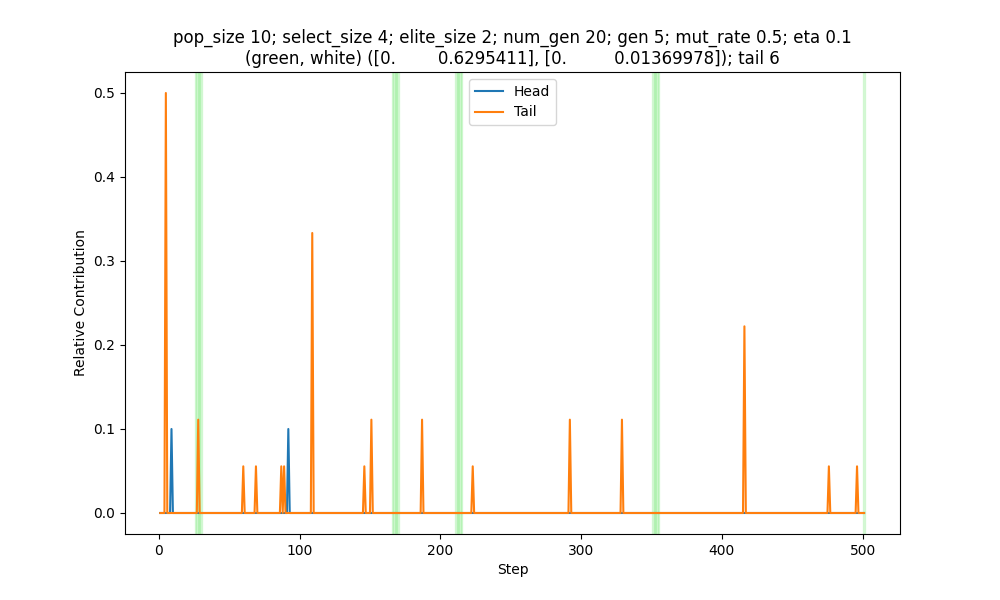 pop_size 10; select_size 4; elite_size 2; num_gen 20; gen 5; mut_rate 0.5; eta 0.1
(green, white) ([0.         0.6295411], [0.         0.01369978]); tail 6
Head
Tail
0.5
0.4
0.3
0.2
0.1
0.0
Relative Contribution
0
100
200
300
400
500
Step